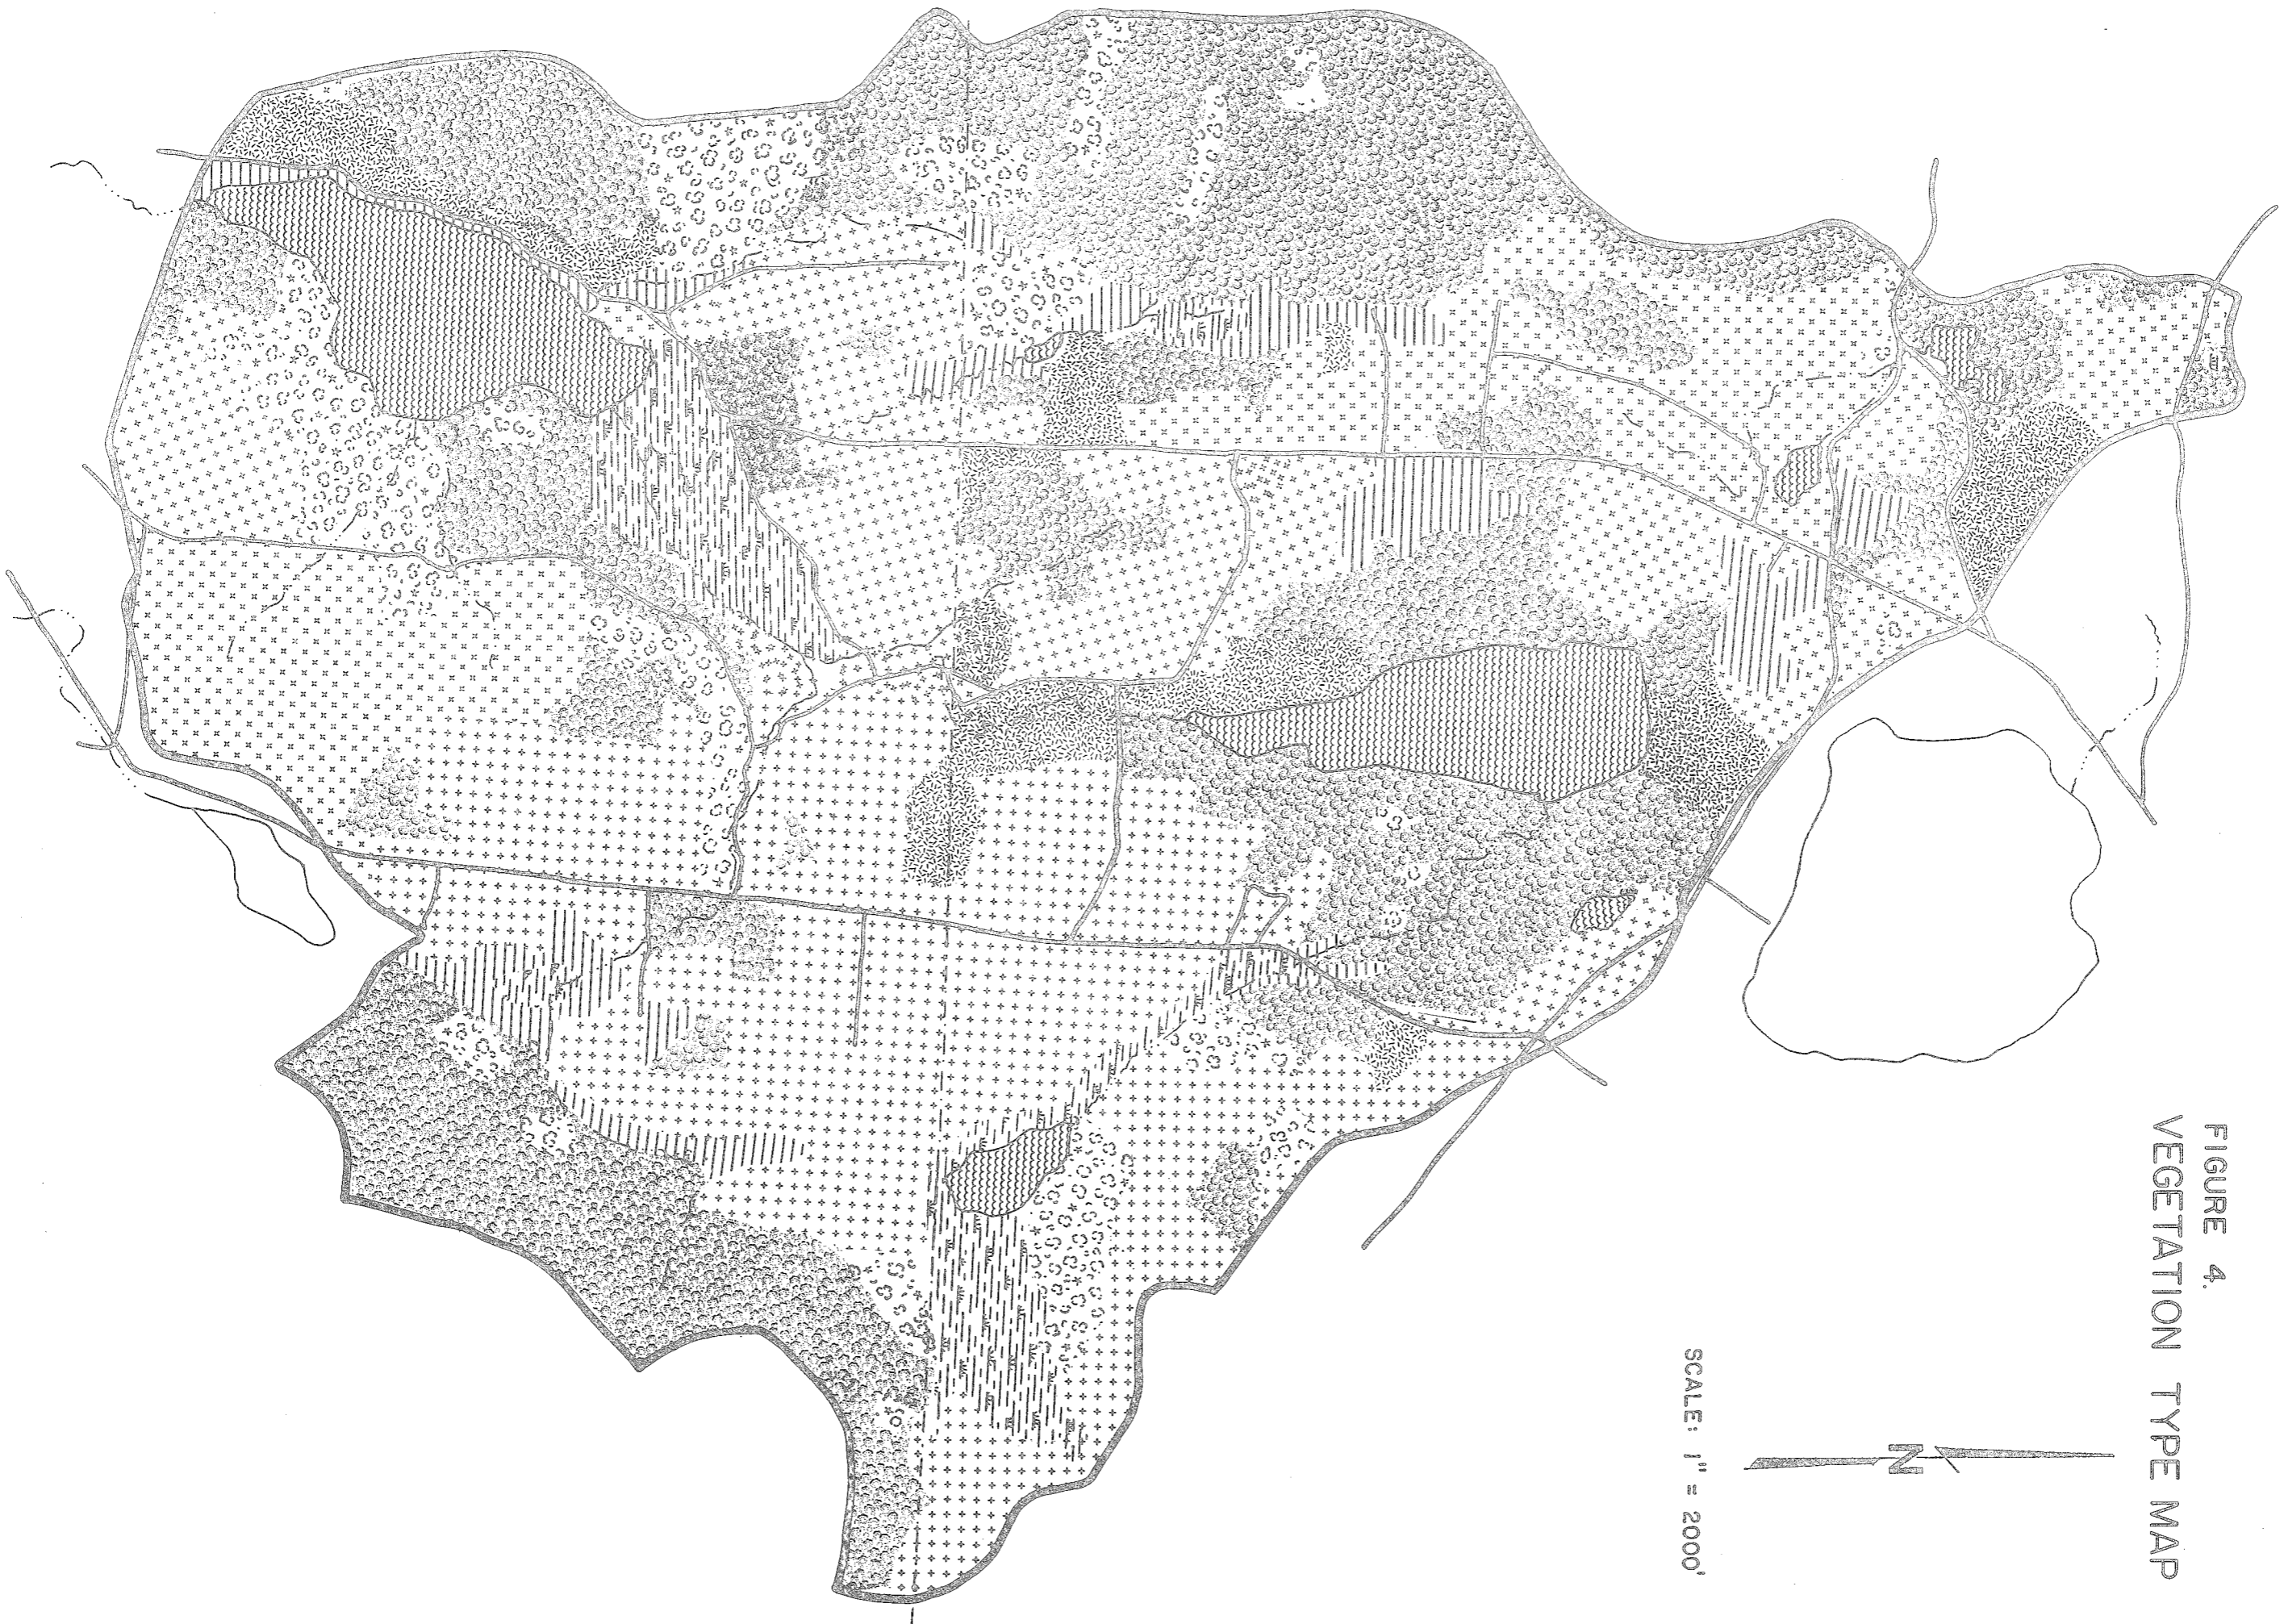 FIGURE 4.
VEGETATION TYPE MAP
N
SCALE: 1" = 2000'